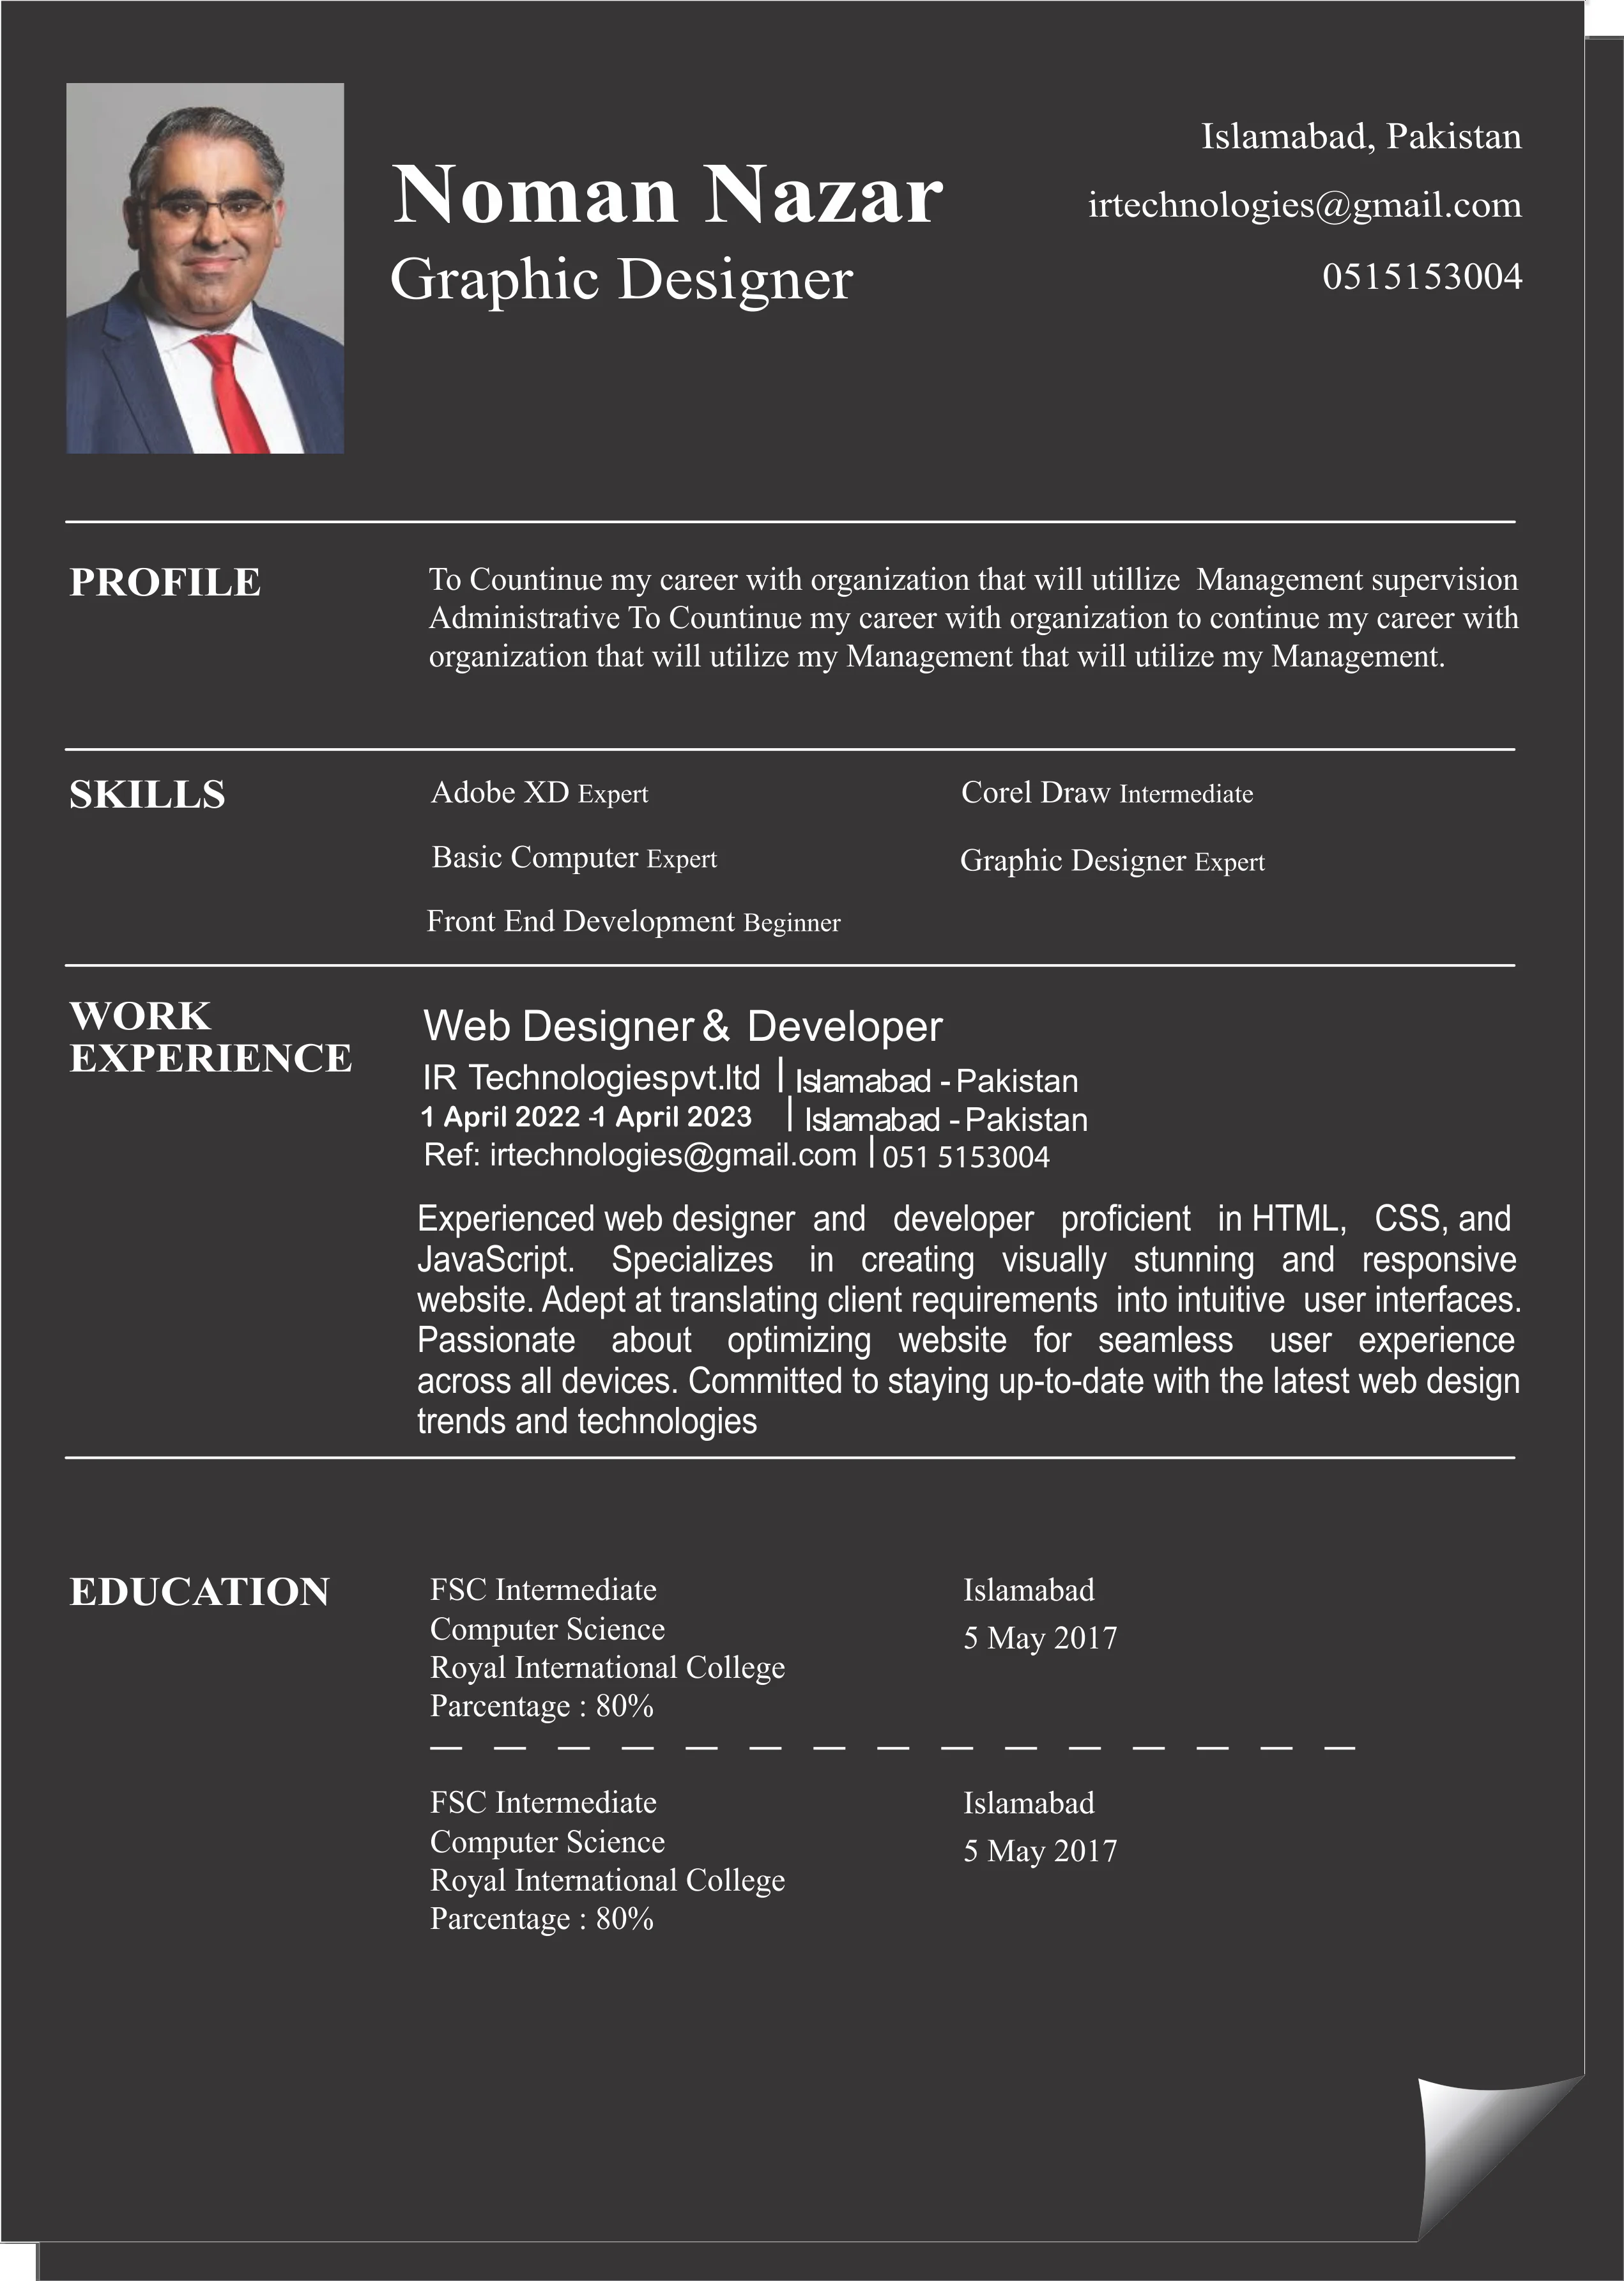 Noman Nazar
Graphic Designer
Islamabad, Pakistan
irtechnologies@gmail.com
0515153004
PROFILE
To Countinue my career with organization that will utillize Management supervision
Administrative To Countinue my career with organization to continue my career with
organization that will utilize my Management that will utilize my Management.
SKILLS
Adobe XD Expert
Corel Draw Intermediate
Basic Computer Expert
Graphic Designer Expert
Front End Development Beginner
WORK
EXPERIENCE
Web Designer & Developer
IR Technologiespvt.ltd | Islamabad - Pakistan
1 April 2022 -1 April 2023 | Islamabad - Pakistan
Ref: irtechnologies@gmail.com | 051 5153004
Experienced web designer and developer proficient in HTML, CSS, and
JavaScript. Specializes in creating visually stunning and responsive
website. Adept at translating client requirements into intuitive user interfaces.
Passionate about optimizing website for seamless user experience
across all devices. Committed to staying up-to-date with the latest web design
trends and technologies
EDUCATION
FSC Intermediate
Computer Science
Royal International College
Parcentage : 80%
Islamabad
5 May 2017
FSC Intermediate
Computer Science
Royal International College
Parcentage : 80%
Islamabad
5 May 2017